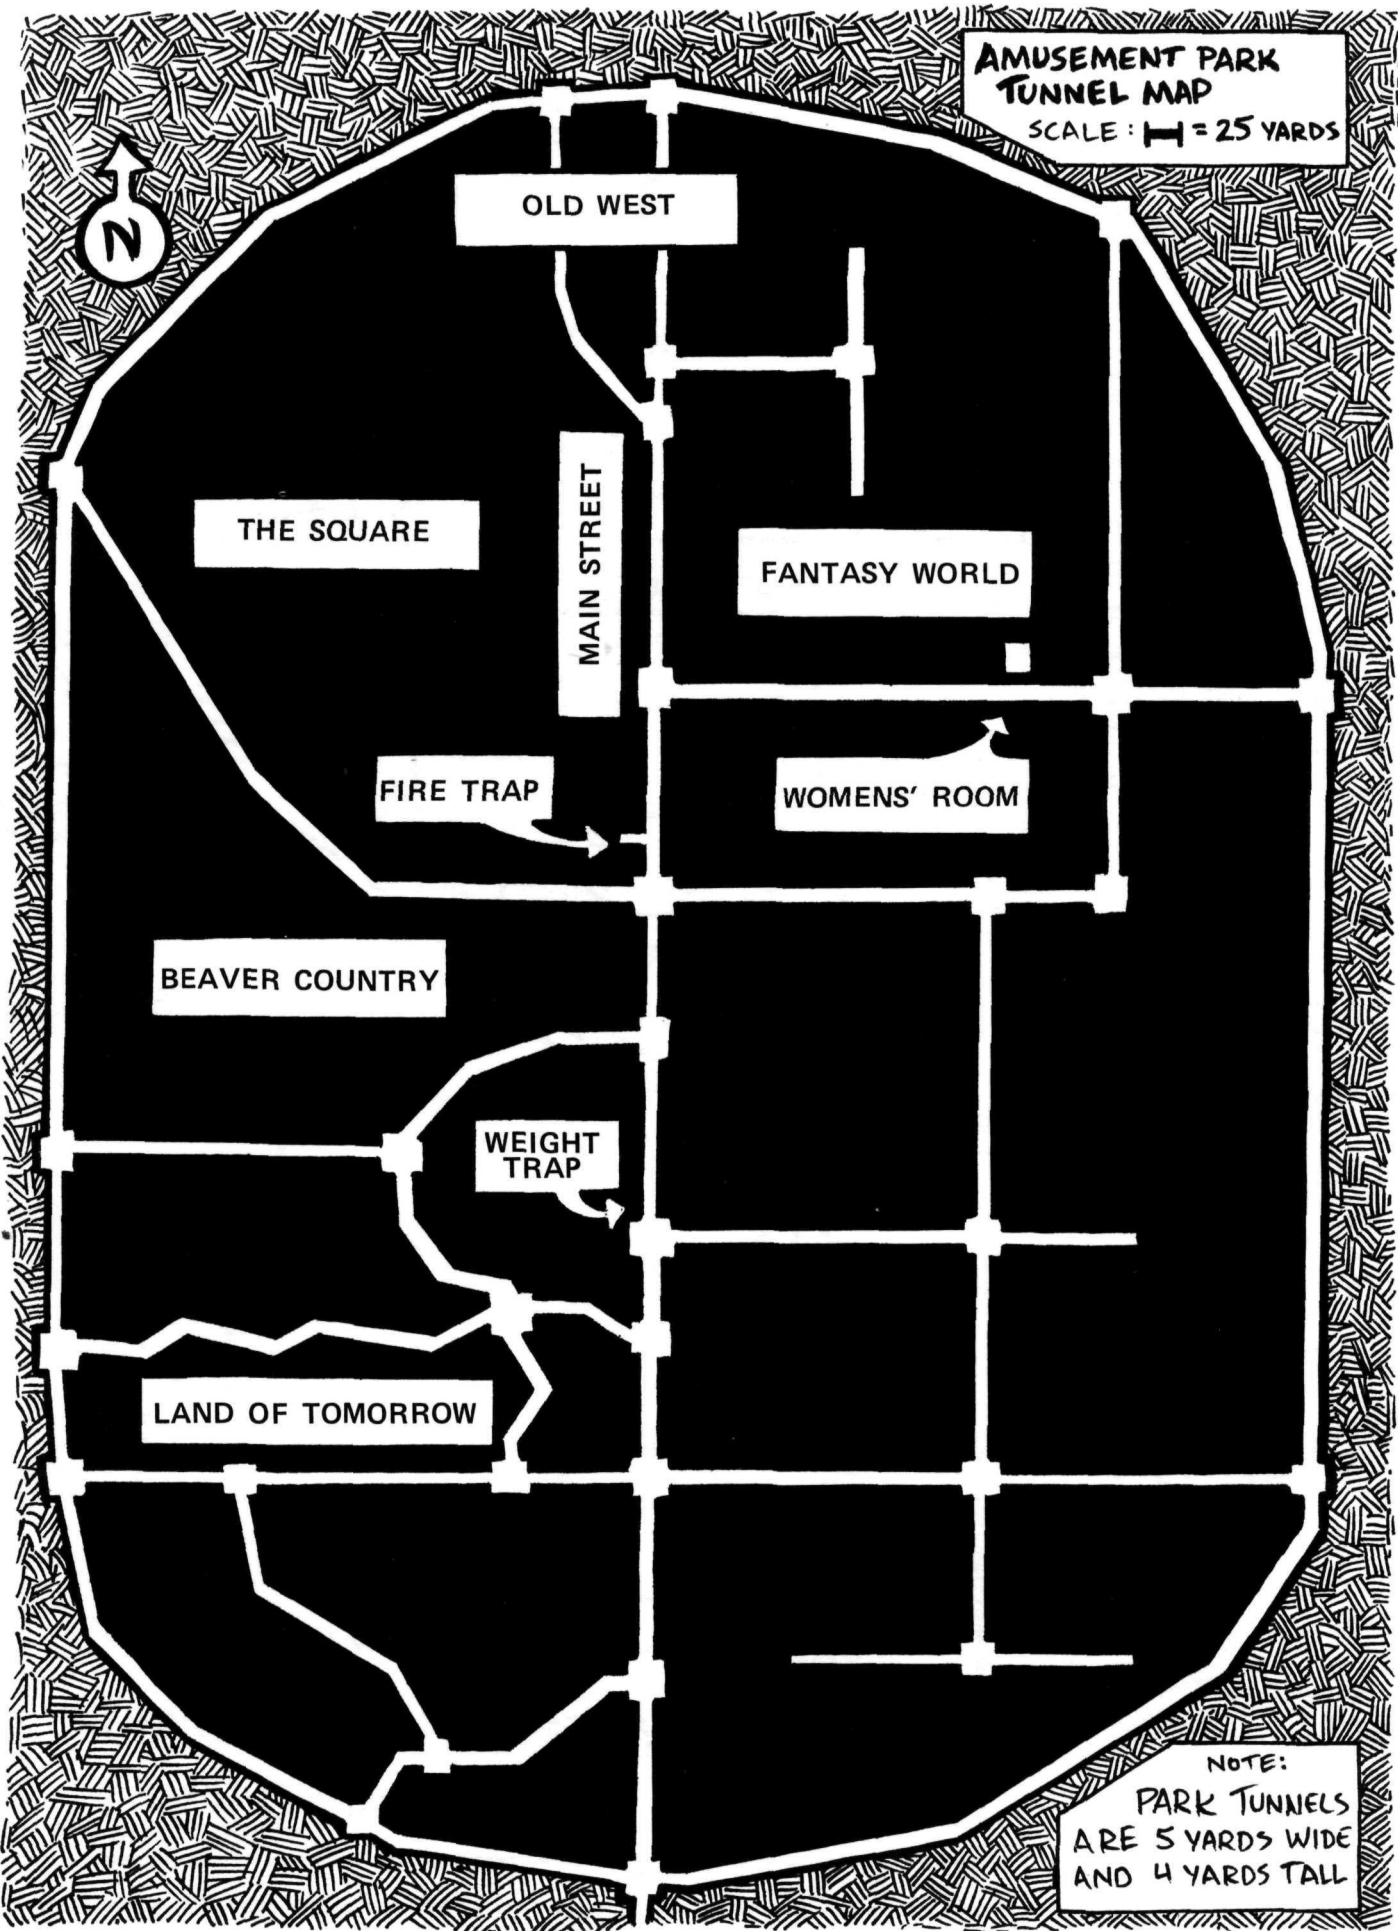 AMUSEMENT PARK
TUNNEL MAP
SCALE: = 25 YARDS
N
OLD WEST
THE SQUARE
MAIN STREET
FANTASY WORLD
FIRE TRAP
WOMENS' ROOM
BEAVER COUNTRY
WEIGHT
TRAP
LAND OF TOMORROW
NOTE:
PARK TUNNELS
ARE 5 YARDS WIDE
AND 4 YARDS TALL